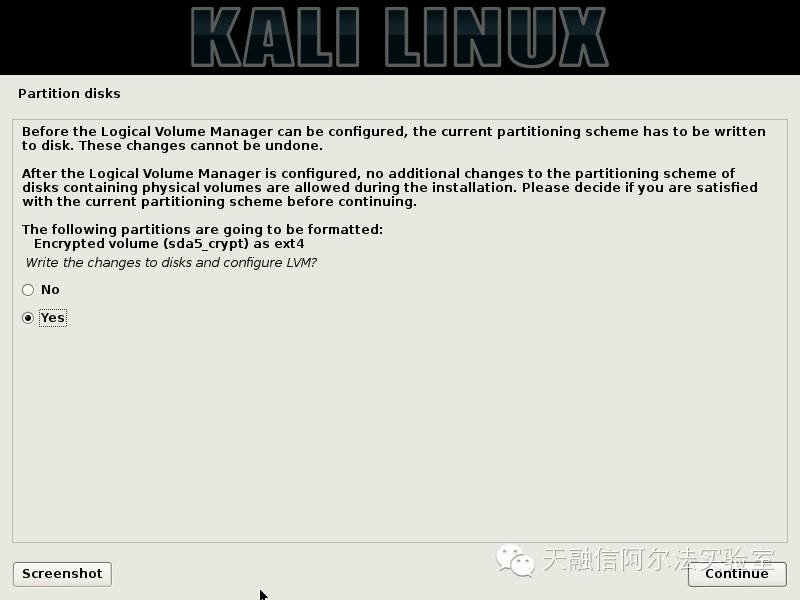 KALI LINUX
Partition disks
Before the Logical Volume Manager can be configured, the current partitioning scheme has to be written
to disk. These changes cannot be undone.
After the Logical Volume Manager is configured, no additional changes to the partitioning scheme of
disks containing physical volumes are allowed during the installation. Please decide if you are satisfied
with the current partitioning scheme before continuing.
The following partitions are going to be formatted:
Encrypted volume (sda5_crypt) as ext4
Write the changes to disks and configure LVM?
No
Yes
天融信阿尔法实验室
Screenshot
Continue